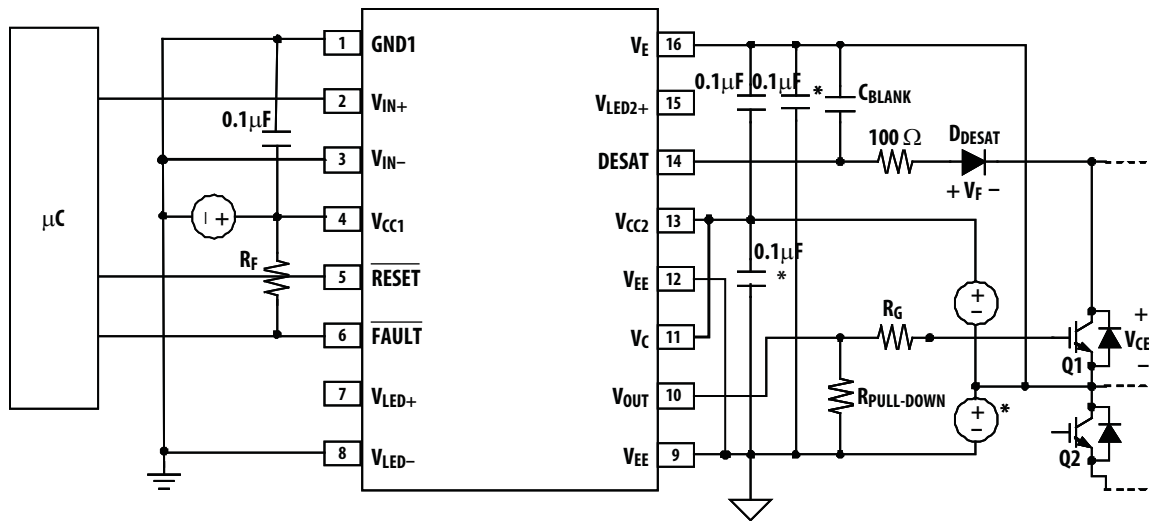 μC
0.1μF
R_F
1 GND1
2 V_IN+
3 V_IN–
4 V_CC1
5 RESET
6 FAULT
7 V_LED+
8 V_LED–
V_E 16
V_LED2+ 15
DESAT 14
V_CC2 13
V_EE 12
V_C 11
V_OUT 10
V_EE 9
– +
0.1μF 0.1μF
*
C_BLANK
100 Ω
D_DESAT
+ V_F –
0.1μF
*
+
–
R_G
R_PULL-DOWN
+
–
*
+
V_CE
–
Q1
Q2